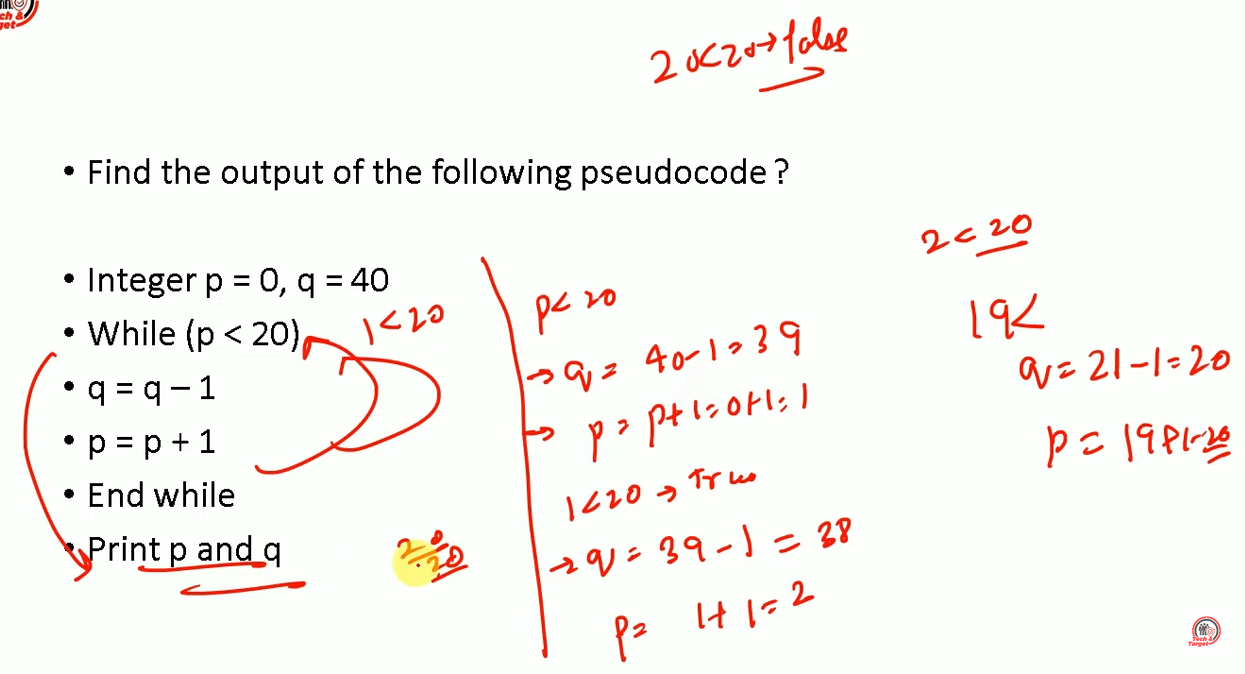 ch &
get
20<20→false
• Find the output of the following pseudocode ?
2 < 20
• Integer p = 0, q = 40
p < 20
• While (p < 20)
1 < 20
19<
→ q = 40-1=39
q = 21-1=20
• q = q – 1
→ p = p+1=0+1=1
• p = p + 1
p = 19+1=20
1<20 → True
• End while
→ q = 39-1=38
• Print p and q
20
20
p= 1+1=2
Tech &
Target